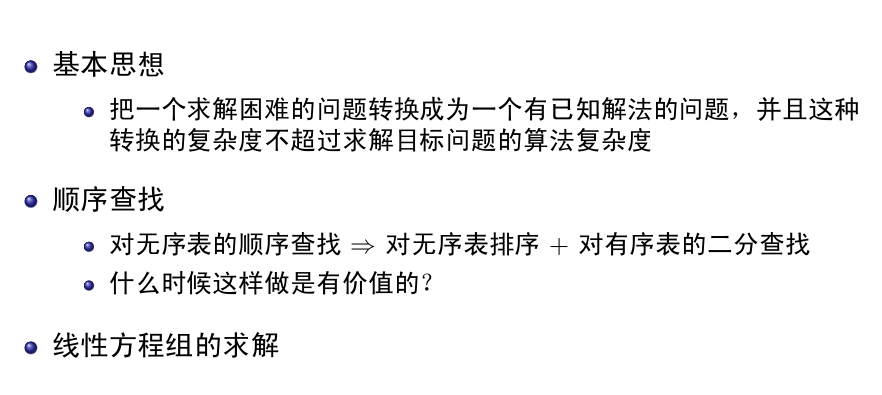 基本思想
把一个求解困难的问题转换成为一个有已知解法的问题，并且这种
转换的复杂度不超过求解目标问题的算法复杂度
顺序查找
对无序表的顺序查找 ⇒ 对无序表排序 + 对有序表的二分查找
什么时候这样做是有价值的?
线性方程组的求解